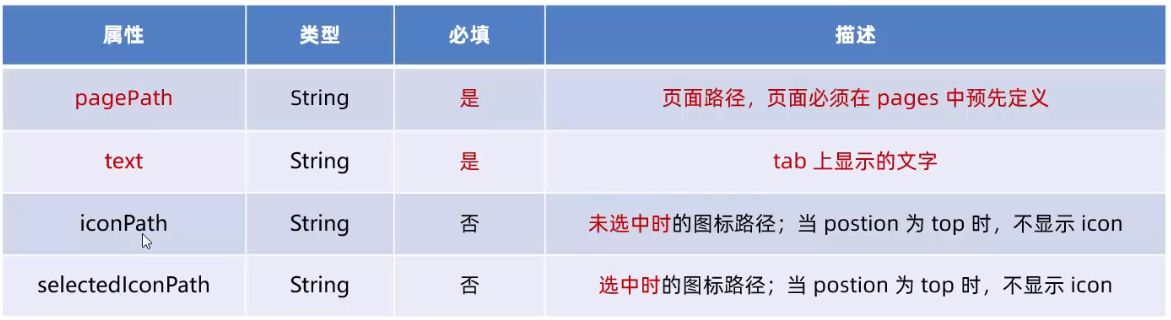 属性 类型 必填 描述
pagePath String 是 页面路径，页面必须在 pages 中预先定义
text String 是 tab 上显示的文字
iconPath String 否 未选中时的图标路径；当 postion 为 top 时，不显示 icon
selectedIconPath String 否 选中时的图标路径；当 postion 为 top 时，不显示 icon